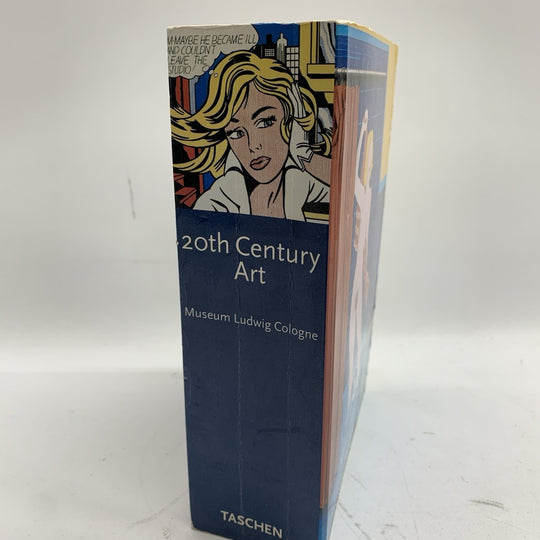 M-MAYBE HE BECAME ILL
AND COULDN'T
LEAVE THE
STUDIO!
20th Century
Art
Museum Ludwig Cologne
TASCHEN